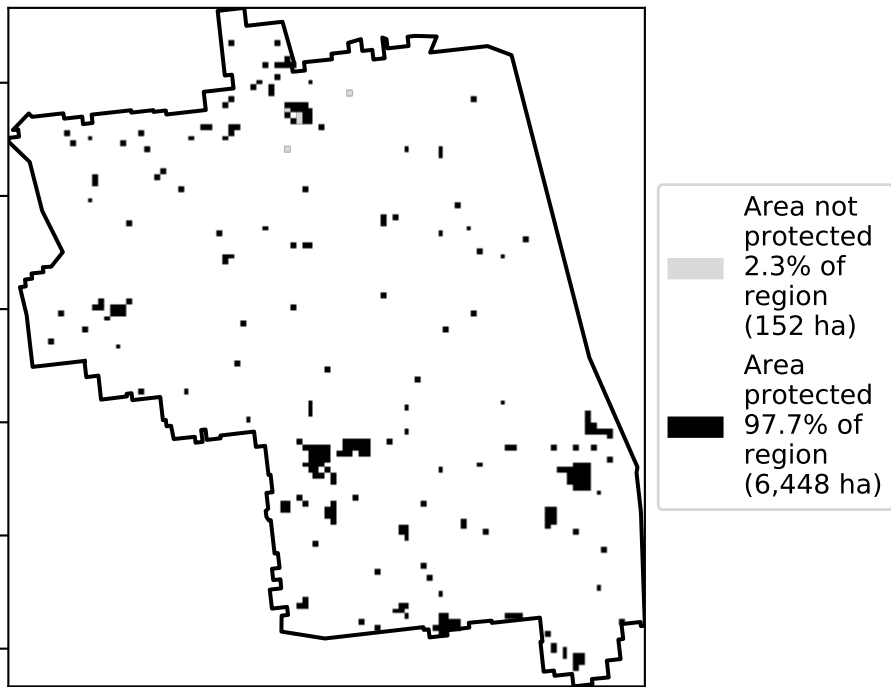 Area not
protected
2.3% of
region
(152 ha)
Area
protected
97.7% of
region
(6,448 ha)